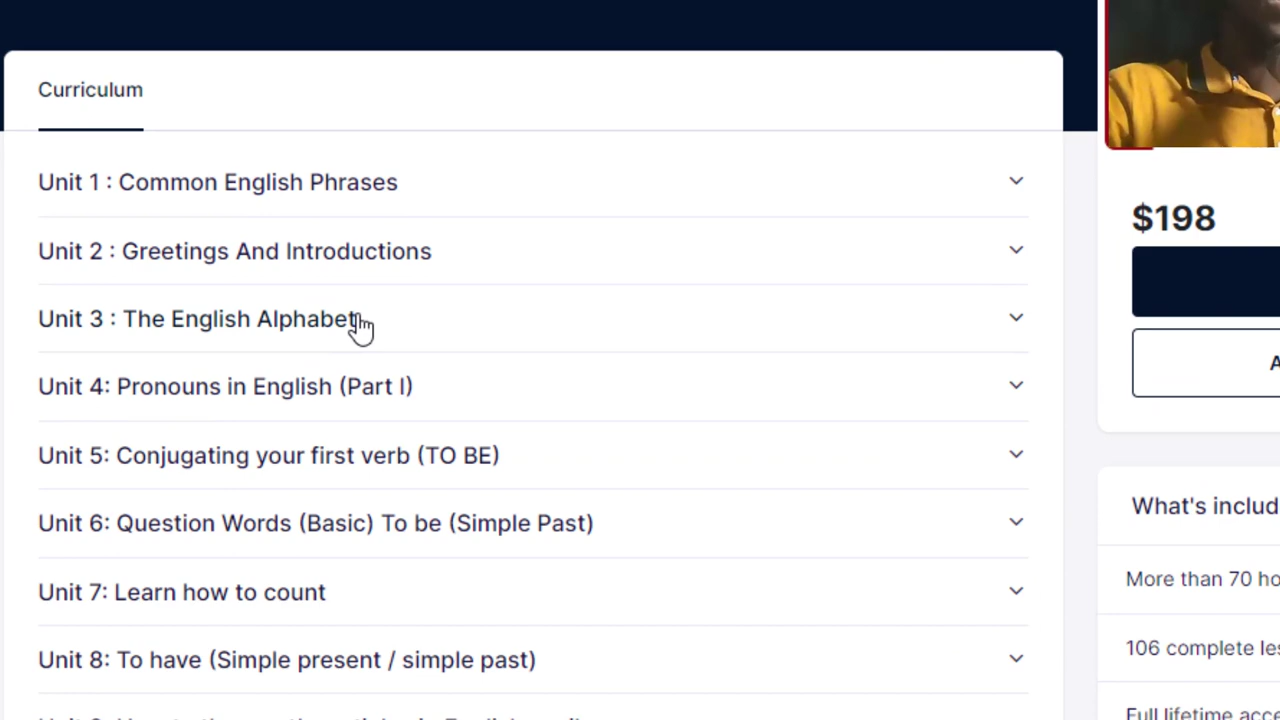 Curriculum
Unit 1 : Common English Phrases
Unit 2 : Greetings And Introductions
Unit 3 : The English Alphabet
Unit 4: Pronouns in English (Part I)
Unit 5: Conjugating your first verb (TO BE)
Unit 6: Question Words (Basic) To be (Simple Past)
Unit 7: Learn how to count
Unit 8: To have (Simple present / simple past)
$198
A
What's includ
More than 70 ho
106 complete les
Full lifetime acce